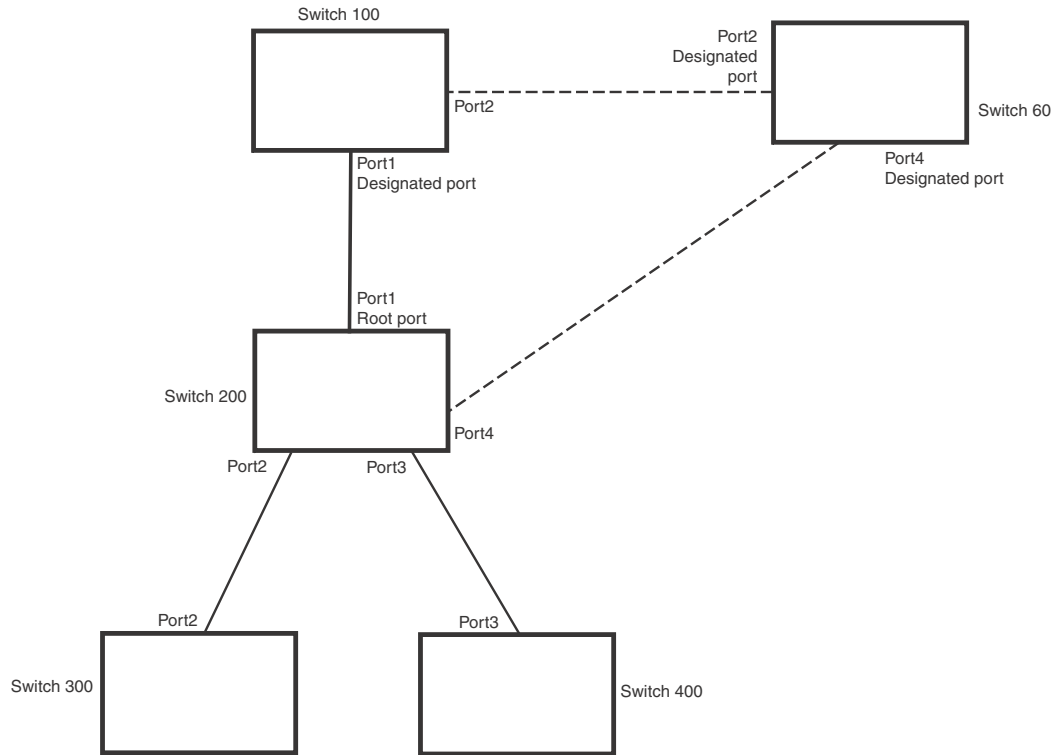 Switch 100
Port2
Designated
port
Port2
Switch 60
Port1
Designated port
Port4
Designated port
Port1
Root port
Switch 200
Port4
Port2
Port3
Port2
Port3
Switch 300
Switch 400